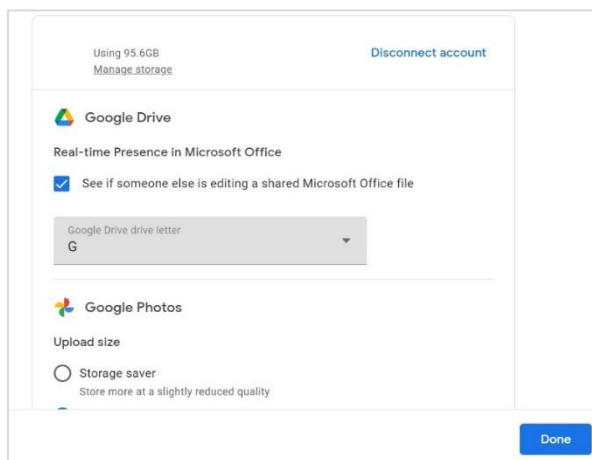 Using 95.6GB
Disconnect account
Manage storage
Google Drive
Real-time Presence in Microsoft Office
See if someone else is editing a shared Microsoft Office file
Google Drive drive letter
G
Google Photos
Upload size
Storage saver
Store more at a slightly reduced quality
Done